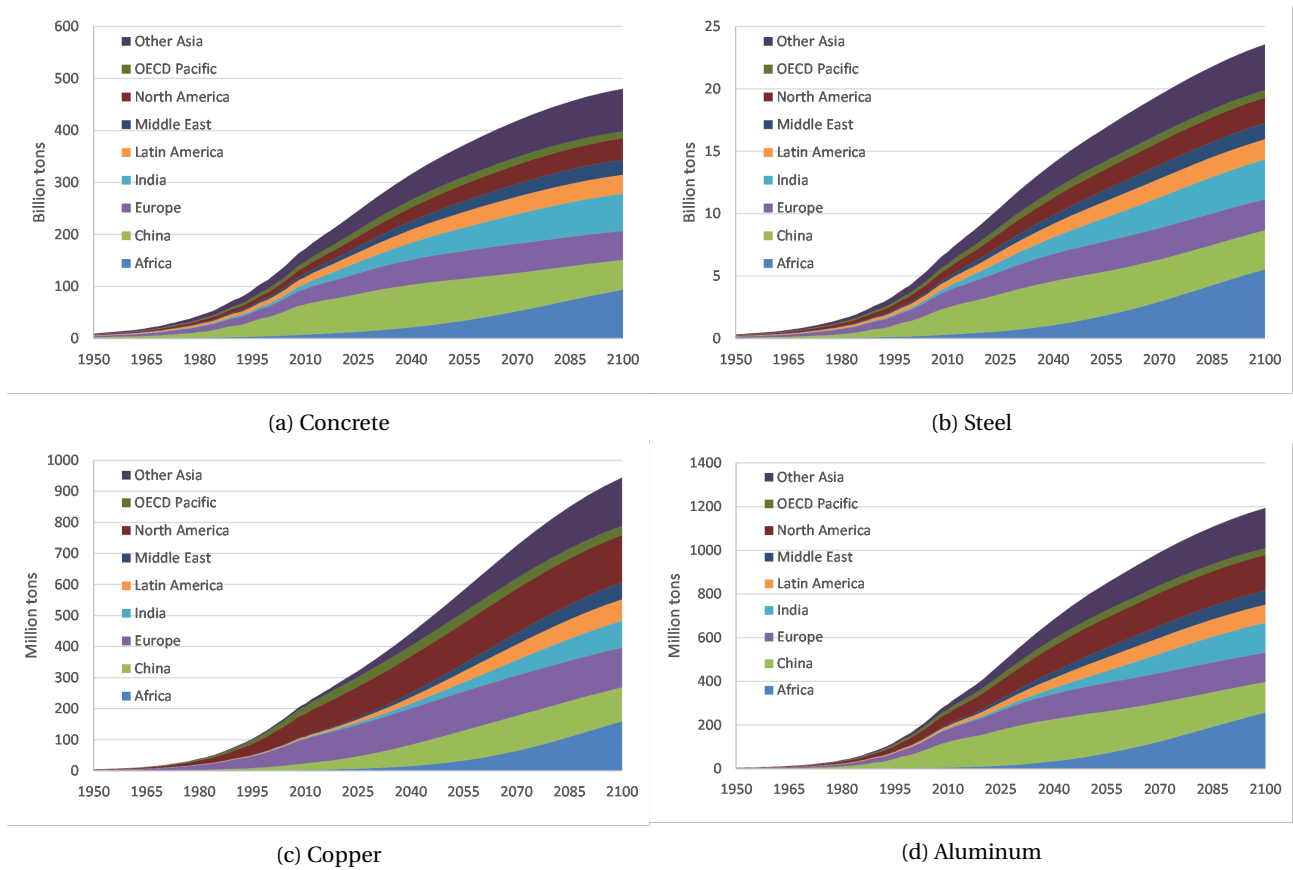 600
500
400
300
200
100
0
Billion tons
Other Asia
OECD Pacific
North America
Middle East
Latin America
India
Europe
China
Africa
1950 1965 1980 1995 2010 2025 2040 2055 2070 2085 2100
(a) Concrete
25
20
15
10
5
0
Billion tons
Other Asia
OECD Pacific
North America
Middle East
Latin America
India
Europe
China
Africa
1950 1965 1980 1995 2010 2025 2040 2055 2070 2085 2100
(b) Steel
1000
900
800
700
600
500
400
300
200
100
0
Million tons
Other Asia
OECD Pacific
North America
Middle East
Latin America
India
Europe
China
Africa
1950 1965 1980 1995 2010 2025 2040 2055 2070 2085 2100
(c) Copper
1400
1200
1000
800
600
400
200
0
Million tons
Other Asia
OECD Pacific
North America
Middle East
Latin America
India
Europe
China
Africa
1950 1965 1980 1995 2010 2025 2040 2055 2070 2085 2100
(d) Aluminum